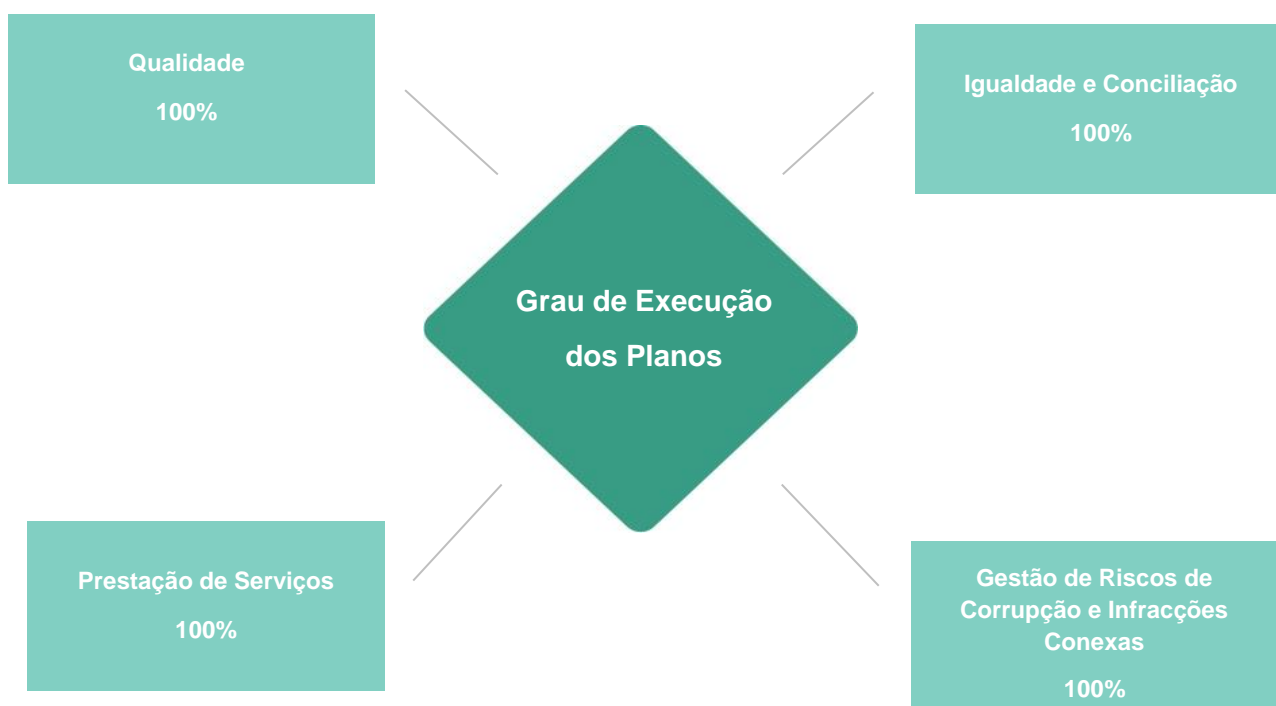 Qualidade
100%
Igualdade e Conciliação
100%
Grau de Execução
dos Planos
Prestação de Serviços
100%
Gestão de Riscos de
Corrupção e Infracções
Conexas
100%